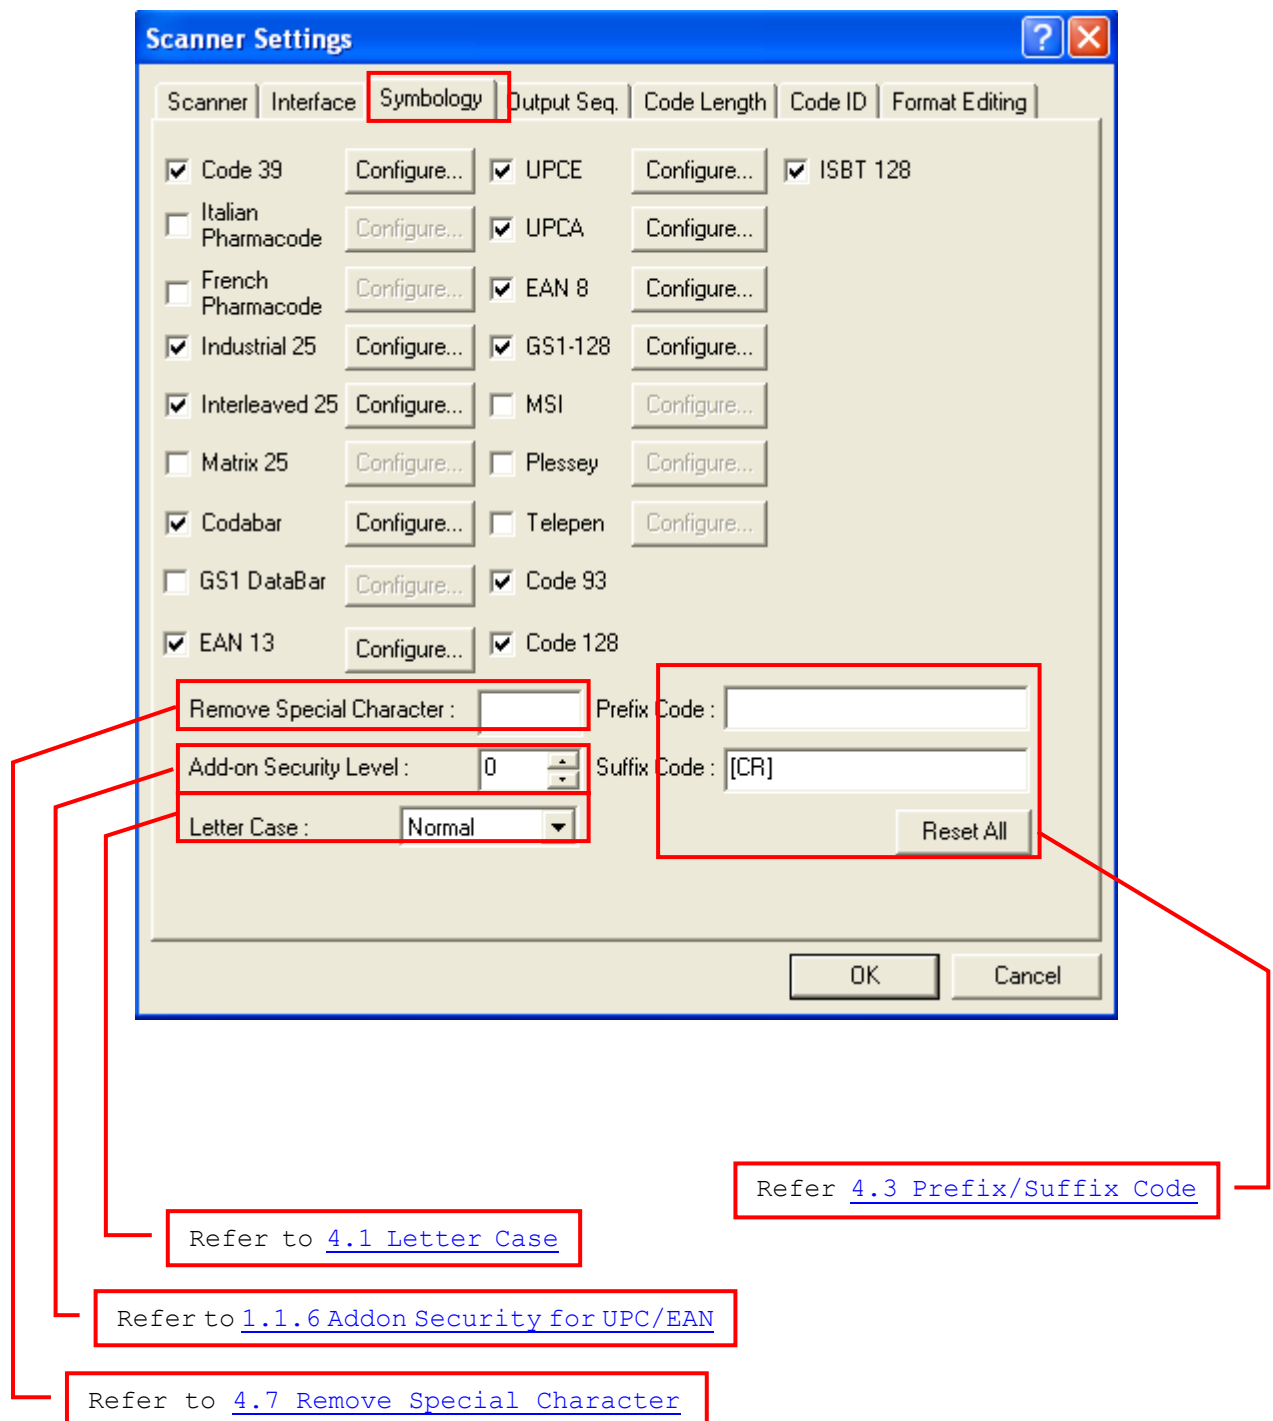 Scanner Settings
Scanner Interface Symbology Output Seq. Code Length Code ID Format Editing
Code 39 Configure... UPCE Configure... ISBT 128
Italian
Pharmacode Configure... UPCA Configure...
French
Pharmacode Configure... EAN 8 Configure...
Industrial 25 Configure... GS1-128 Configure...
Interleaved 25 Configure... MSI Configure...
Matrix 25 Configure... Plessey Configure...
Codabar Configure... Telepen Configure...
GS1 DataBar Configure... Code 93
EAN 13 Configure... Code 128
Remove Special Character : Prefix Code :
Add-on Security Level : 0 Suffix Code : [CR]
Letter Case : Normal Reset All
OK Cancel
Refer 4.3 Prefix/Suffix Code
Refer to 4.1 Letter Case
Refer to 1.1.6 Addon Security for UPC/EAN
Refer to 4.7 Remove Special Character